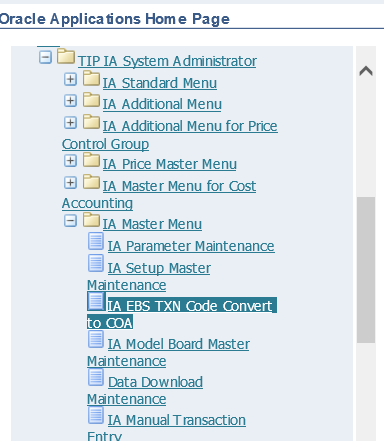 Oracle Applications Home Page
TIP IA System Administrator
IA Standard Menu
IA Additional Menu
IA Additional Menu for Price
Control Group
IA Price Master Menu
IA Master Menu for Cost
Accounting
IA Master Menu
IA Parameter Maintenance
IA Setup Master
Maintenance
IA EBS TXN Code Convert
to COA
IA Model Board Master
Maintenance
Data Download
Maintenance
IA Manual Transaction
Entry